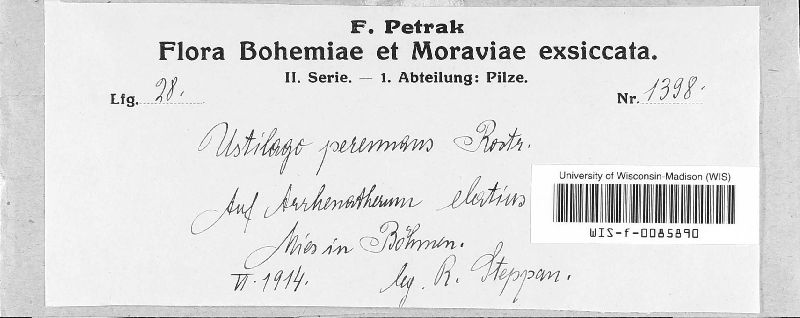 F. Petrak
Flora Bohemiae et Moraviae exsiccata.
II. Serie. — 1. Abteilung: Pilze.
Lfg. 28. Nr. 1398.
Ustilago perennans Rostr.
Auf Arrhenatherum elatius
Mies in Böhmen.
VI. 1914. leg. R. Steppan.
University of Wisconsin-Madison (WIS)
WIS-f-0085890